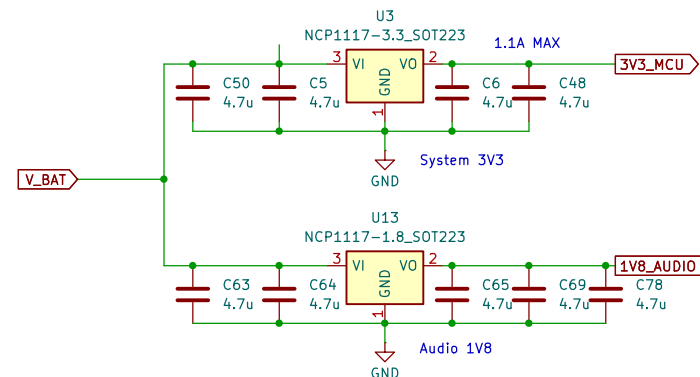 U3
NCP1117-3.3_SOT223
1.1A MAX
3 VI VO 2
3V3_MCU
C50 4.7u
C5 4.7u
GND
1
C6 4.7u
C48 4.7u
System 3V3
GND
V_BAT
U13
NCP1117-1.8_SOT223
3 VI VO 2
1V8_AUDIO
C63 4.7u
C64 4.7u
GND
1
C65 4.7u
C69 4.7u
C78 4.7u
Audio 1V8
GND